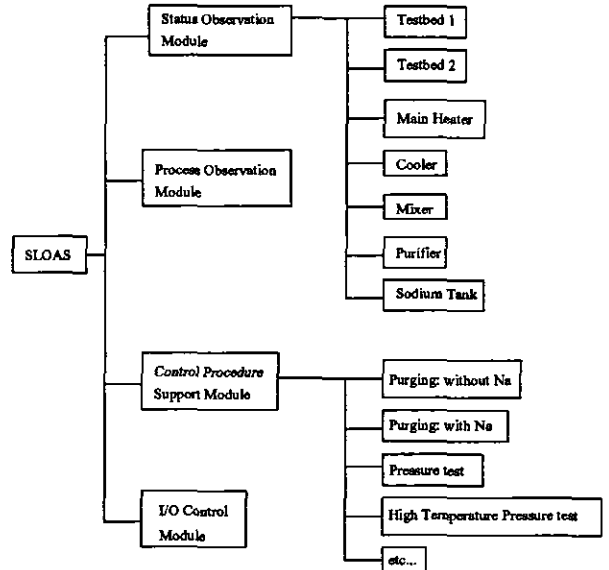 Status Observation
Module
Testbed 1
Testbed 2
Main Heater
Process Observation
Module
Cooler
Mixer
SLOAS
Purifier
Sodium Tank
Control Procedure
Support Module
Purging: without Na
Purging: with Na
Pressure test
I/O Control
Module
High Temperature Pressure test
etc...